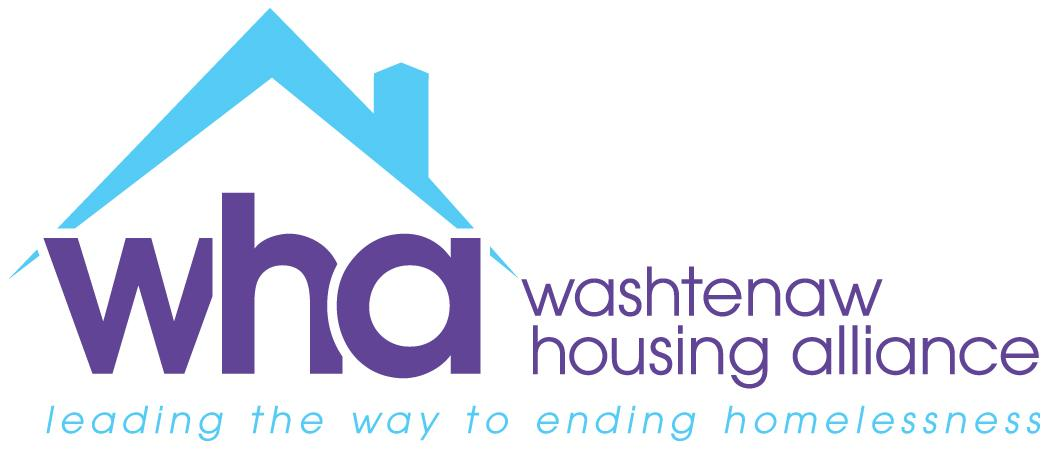 wha
washtenaw
housing alliance
leading the way to ending homelessness